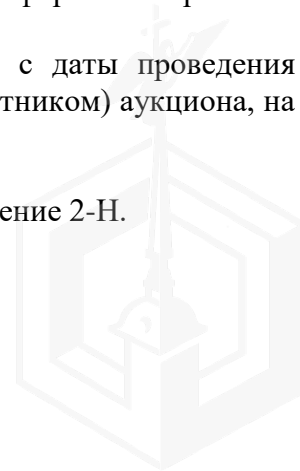 с даты проведения
тником) аукциона, на
ение 2-Н.